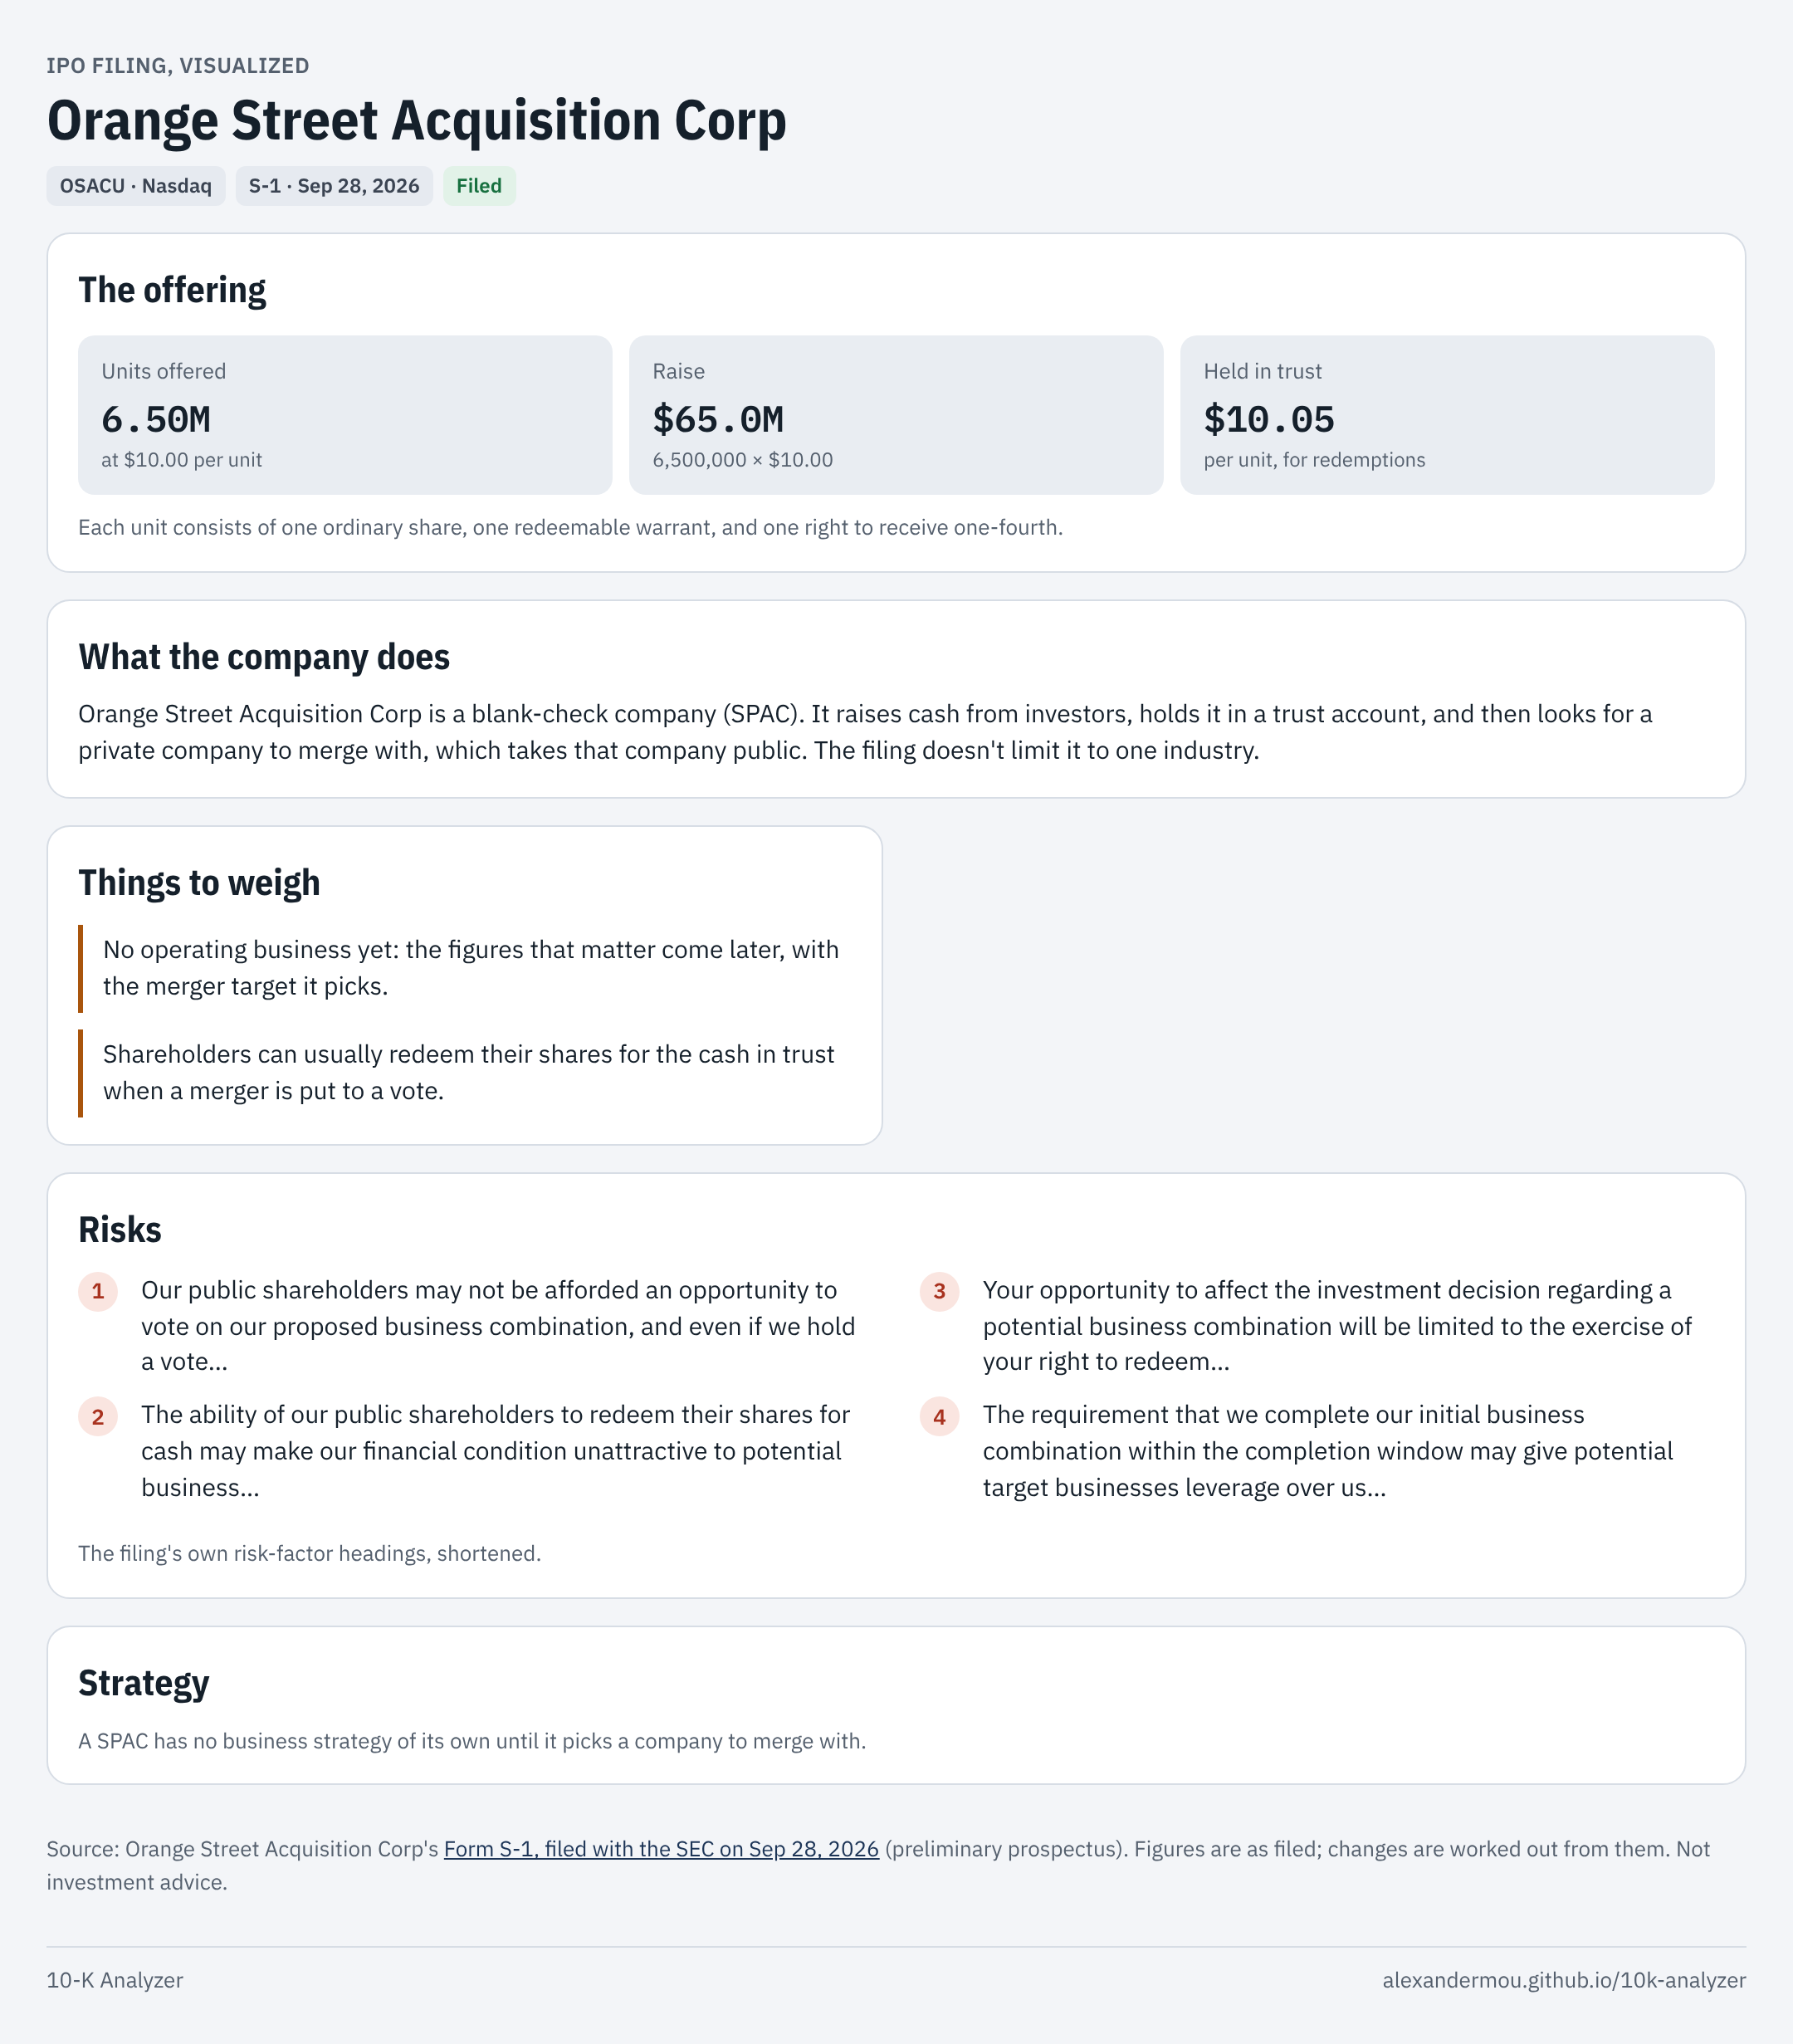 IPO FILING, VISUALIZED
Orange Street Acquisition Corp
OSACU · Nasdaq
S-1 · Sep 28, 2026
Filed
The offering
Units offered
6.50M
at $10.00 per unit
Raise
$65.0M
6,500,000 × $10.00
Held in trust
$10.05
per unit, for redemptions
Each unit consists of one ordinary share, one redeemable warrant, and one right to receive one-fourth.
What the company does
Orange Street Acquisition Corp is a blank-check company (SPAC). It raises cash from investors, holds it in a trust account, and then looks for a
private company to merge with, which takes that company public. The filing doesn't limit it to one industry.
Things to weigh
No operating business yet: the figures that matter come later, with
the merger target it picks.
Shareholders can usually redeem their shares for the cash in trust
when a merger is put to a vote.
Risks
1
Our public shareholders may not be afforded an opportunity to
vote on our proposed business combination, and even if we hold
a vote...
2
The ability of our public shareholders to redeem their shares for
cash may make our financial condition unattractive to potential
business...
3
Your opportunity to affect the investment decision regarding a
potential business combination will be limited to the exercise of
your right to redeem...
4
The requirement that we complete our initial business
combination within the completion window may give potential
target businesses leverage over us...
The filing's own risk-factor headings, shortened.
Strategy
A SPAC has no business strategy of its own until it picks a company to merge with.
Source: Orange Street Acquisition Corp's Form S-1, filed with the SEC on Sep 28, 2026 (preliminary prospectus). Figures are as filed; changes are worked out from them. Not
investment advice.
10-K Analyzer
alexandermou.github.io/10k-analyzer